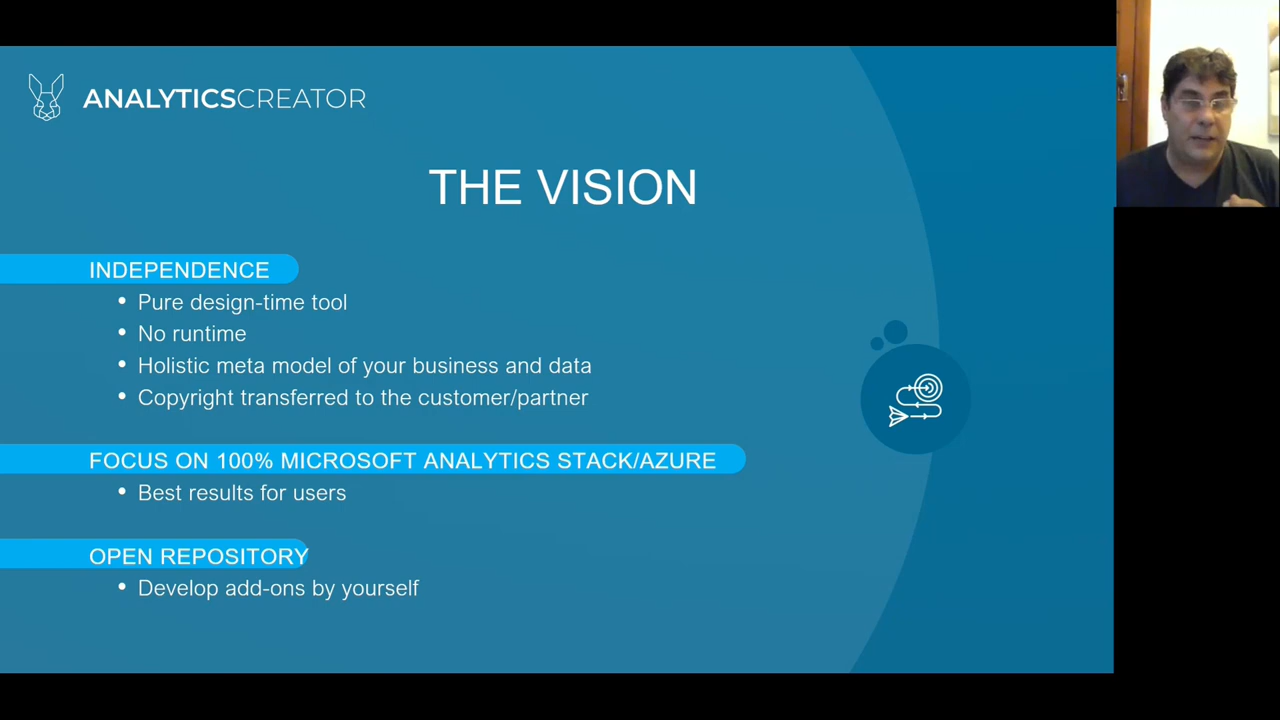 ANALYTICSCREATOR
THE VISION
INDEPENDENCE
• Pure design-time tool
• No runtime
• Holistic meta model of your business and data
• Copyright transferred to the customer/partner
FOCUS ON 100% MICROSOFT ANALYTICS STACK/AZURE
• Best results for users
OPEN REPOSITORY
• Develop add-ons by yourself